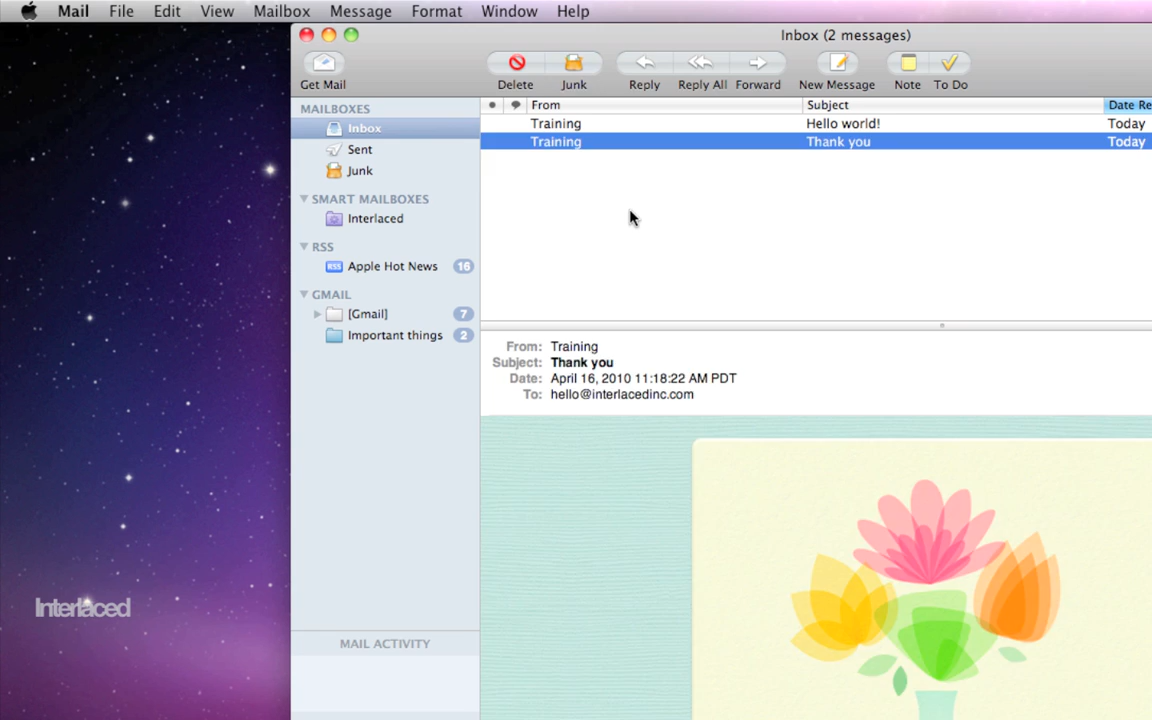 Mail File Edit View Mailbox Message Format Window Help
Inbox (2 messages)
Get Mail Delete Junk Reply Reply All Forward New Message Note To Do
MAILBOXES
Inbox
Sent
Junk
SMART MAILBOXES
Interlaced
RSS
RSS Apple Hot News 16
GMAIL
[Gmail] 7
Important things 2
MAIL ACTIVITY
From Subject Date Re
Training Hello world! Today
Training Thank you Today
From: Training
Subject: Thank you
Date: April 16, 2010 11:18:22 AM PDT
To: hello@interlacedinc.com
Interlaced